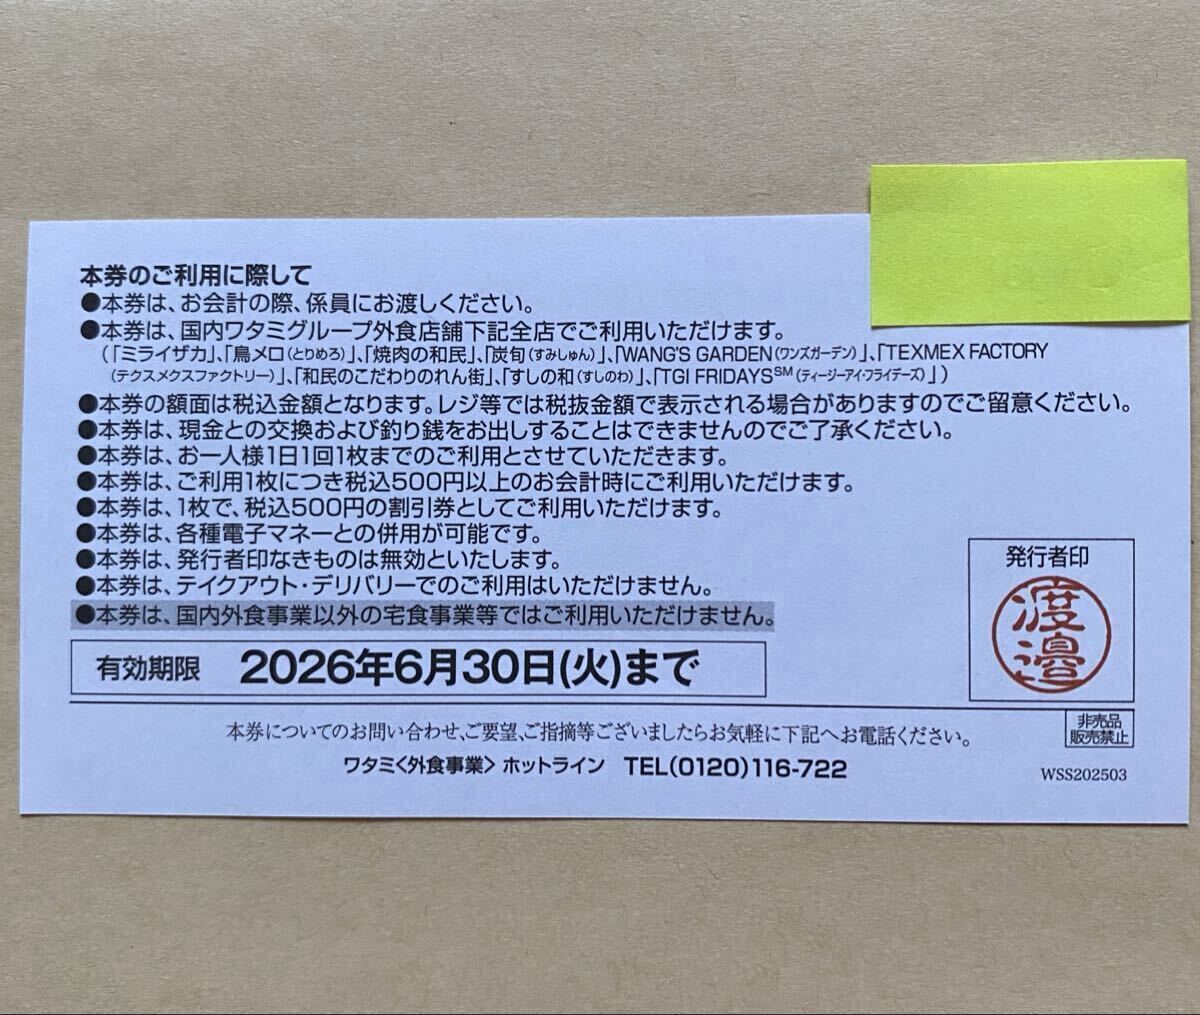 本券のご利用に際して
●本券は、お会計の際、係員にお渡しください。
●本券は、国内ワタミグループ外食店舗下記全店でご利用いただけます。
(「ミライザカ」、「鳥メロ(とりめろ)」、「焼肉の和民」、「炭旬(すみしゅん)」、「WANG'S GARDEN(ワンズガーデン)」、「TEXMEX FACTORY
(テクスメクスファクトリー)」、「和民のこだわりのれん街」、「すしの和(すしのわ)」、「TGI FRIDAYS℠(ティージーアイ・フライデーズ)」)
●本券の額面は税込金額となります。レジ等では税抜金額で表示される場合がありますのでご留意ください。
●本券は、現金との交換および釣り銭をお出しすることはできませんのでご了承ください。
●本券は、お一人様1日1回1枚までのご利用とさせていただきます。
●本券は、ご利用1枚につき税込500円以上のお会計時にご利用いただけます。
●本券は、1枚で、税込500円の割引券としてご利用いただけます。
●本券は、各種電子マネーとの併用が可能です。
●本券は、発行者印なきものは無効といたします。
●本券は、テイクアウト・デリバリーでのご利用はいただけません。
●本券は、国内外食事業以外の宅食事業等ではご利用いただけません。
有効期限 2026年6月30日(火)まで
発行者印
渡邉
本券についてのお問い合わせ、ご要望、ご指摘等ございましたらお気軽に下記へお電話ください。
ワタミ〈外食事業〉ホットライン TEL(0120)116-722
非売品
販売禁止
WSS202503